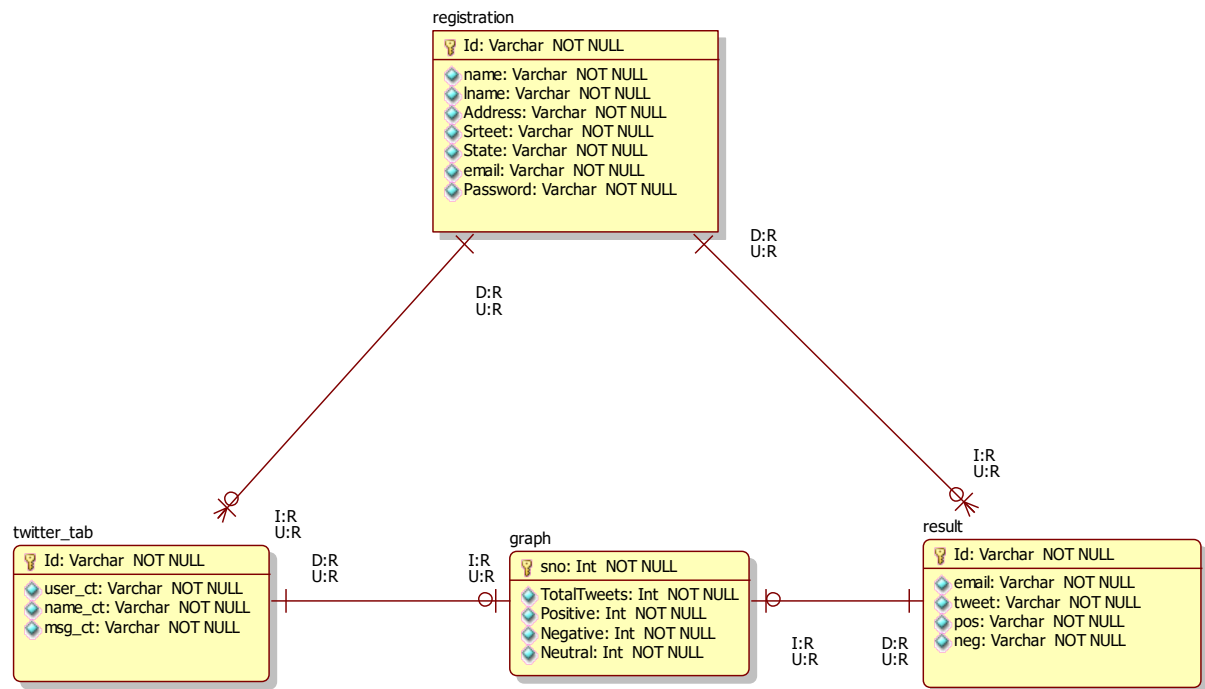 registration
Id: Varchar NOT NULL
name: Varchar NOT NULL
lname: Varchar NOT NULL
Address: Varchar NOT NULL
Srteet: Varchar NOT NULL
State: Varchar NOT NULL
email: Varchar NOT NULL
Password: Varchar NOT NULL
D:R
U:R
D:R
U:R
I:R
U:R
I:R
U:R
twitter_tab
Id: Varchar NOT NULL
user_ct: Varchar NOT NULL
name_ct: Varchar NOT NULL
msg_ct: Varchar NOT NULL
D:R
U:R
I:R
U:R
graph
sno: Int NOT NULL
TotalTweets: Int NOT NULL
Positive: Int NOT NULL
Negative: Int NOT NULL
Neutral: Int NOT NULL
I:R
U:R
D:R
U:R
result
Id: Varchar NOT NULL
email: Varchar NOT NULL
tweet: Varchar NOT NULL
pos: Varchar NOT NULL
neg: Varchar NOT NULL